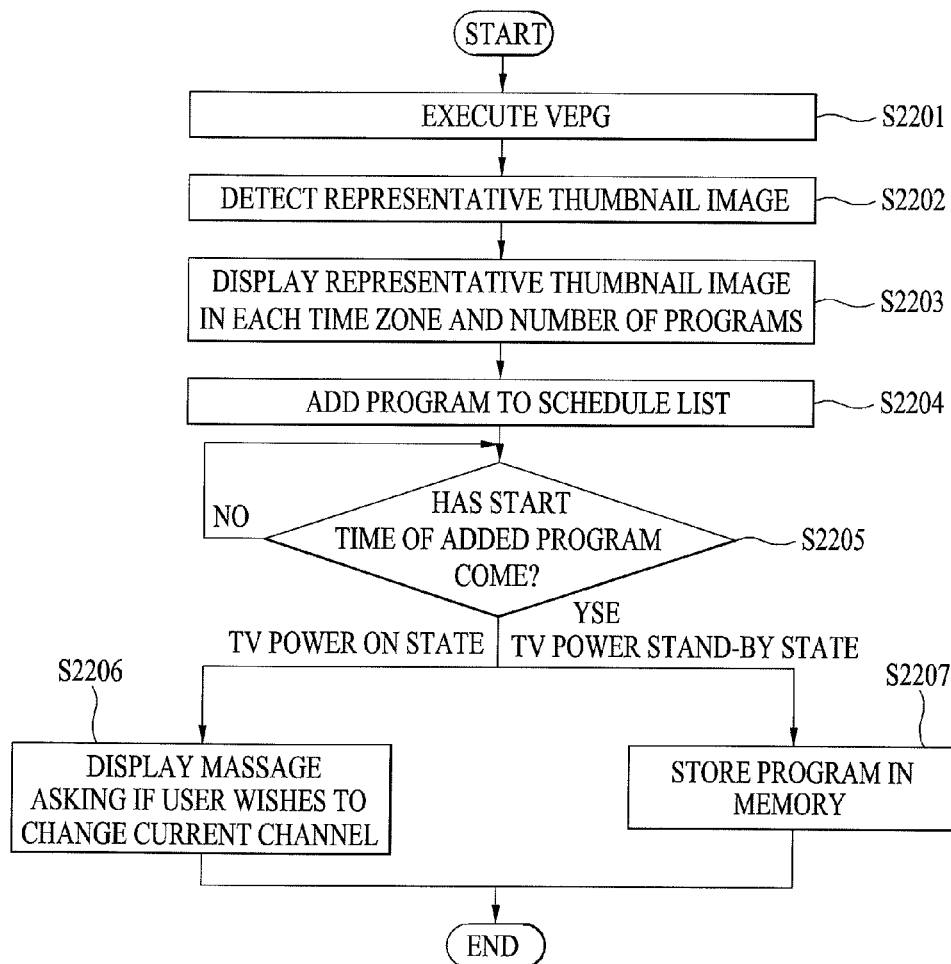 START
EXECUTE VEPG
S2201
DETECT REPRESENTATIVE THUMBNAIL IMAGE
S2202
DISPLAY REPRESENTATIVE THUMBNAIL IMAGE
IN EACH TIME ZONE AND NUMBER OF PROGRAMS
S2203
ADD PROGRAM TO SCHEDULE LIST
S2204
HAS START
TIME OF ADDED PROGRAM
COME?
NO
S2205
YSE
TV POWER ON STATE
TV POWER STAND-BY STATE
S2206
DISPLAY MASSAGE
ASKING IF USER WISHES TO
CHANGE CURRENT CHANNEL
S2207
STORE PROGRAM IN
MEMORY
END